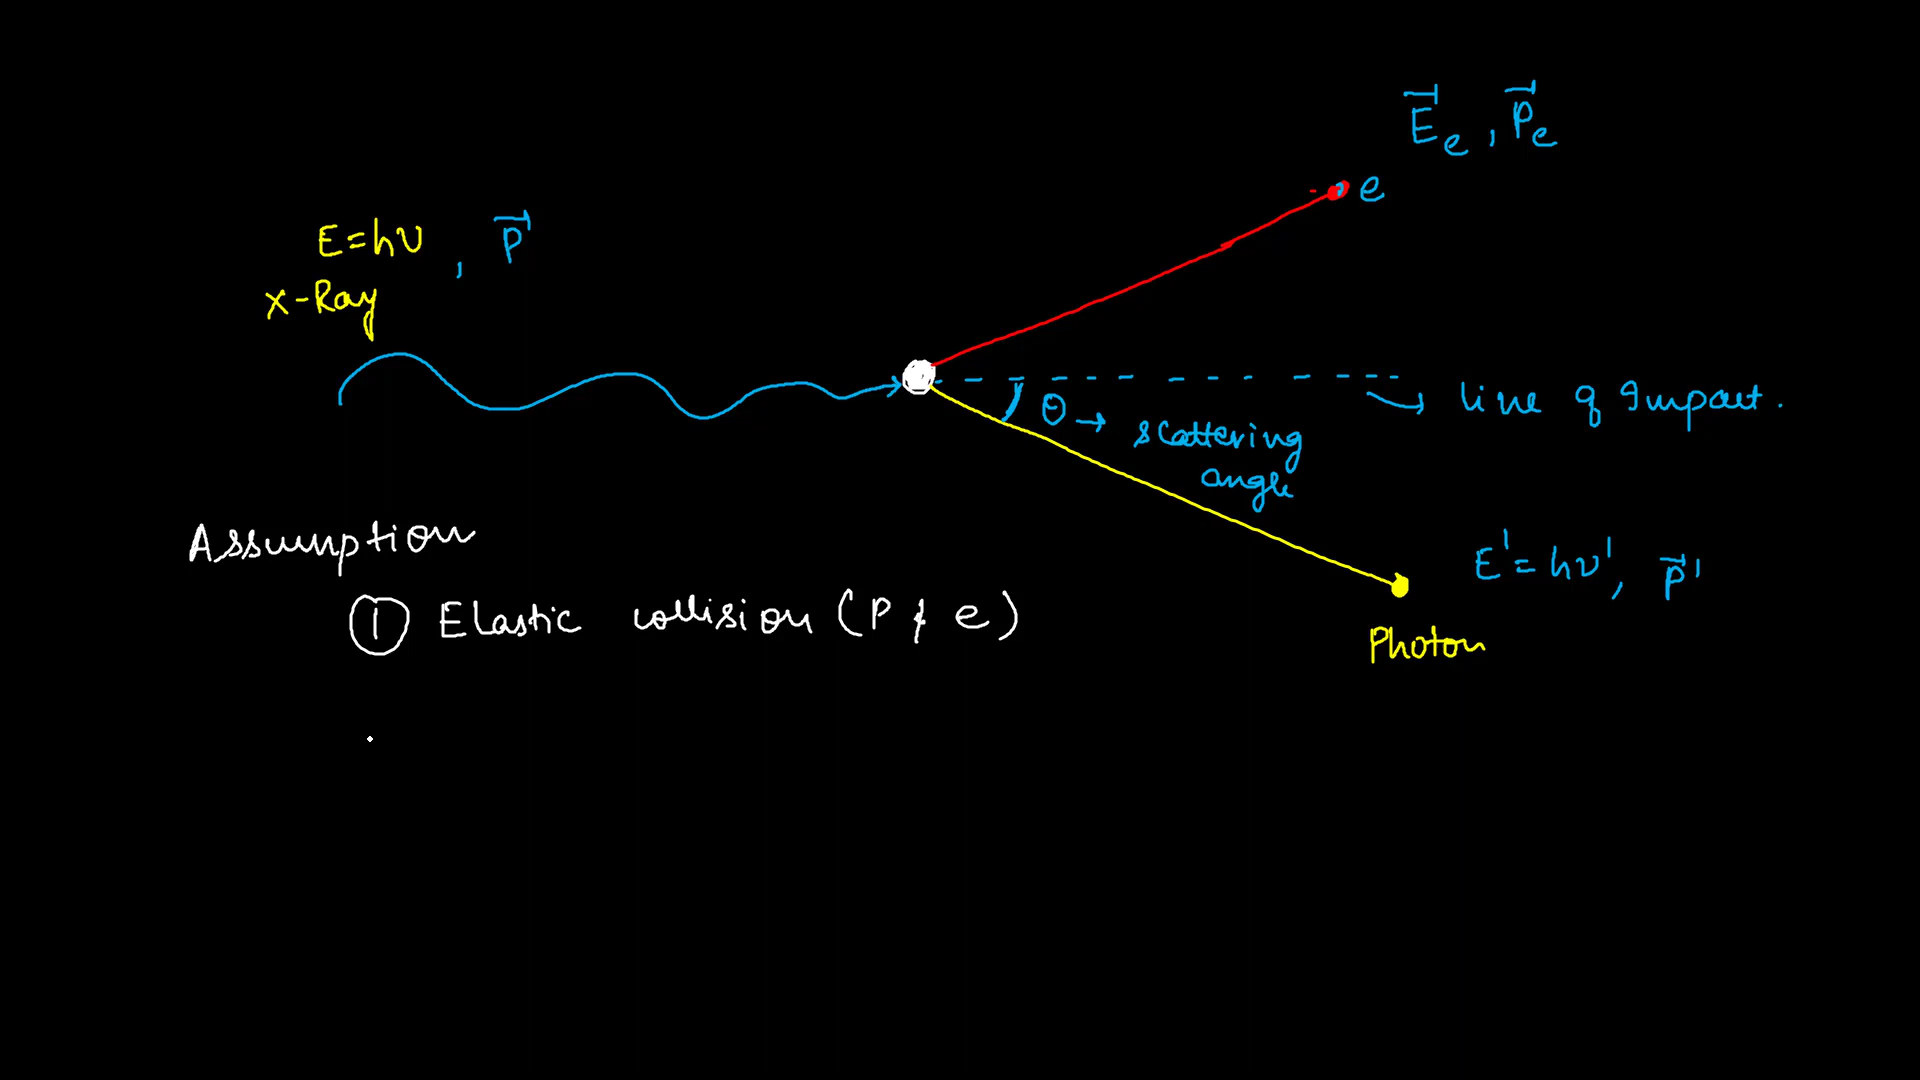 E⃗e , P⃗e
e
E=hν , P⃗
X-Ray
θ → scattering
angle
line of Impact.
Assumption
① Elastic collision (P & e)
E'= hν', P⃗'
Photon